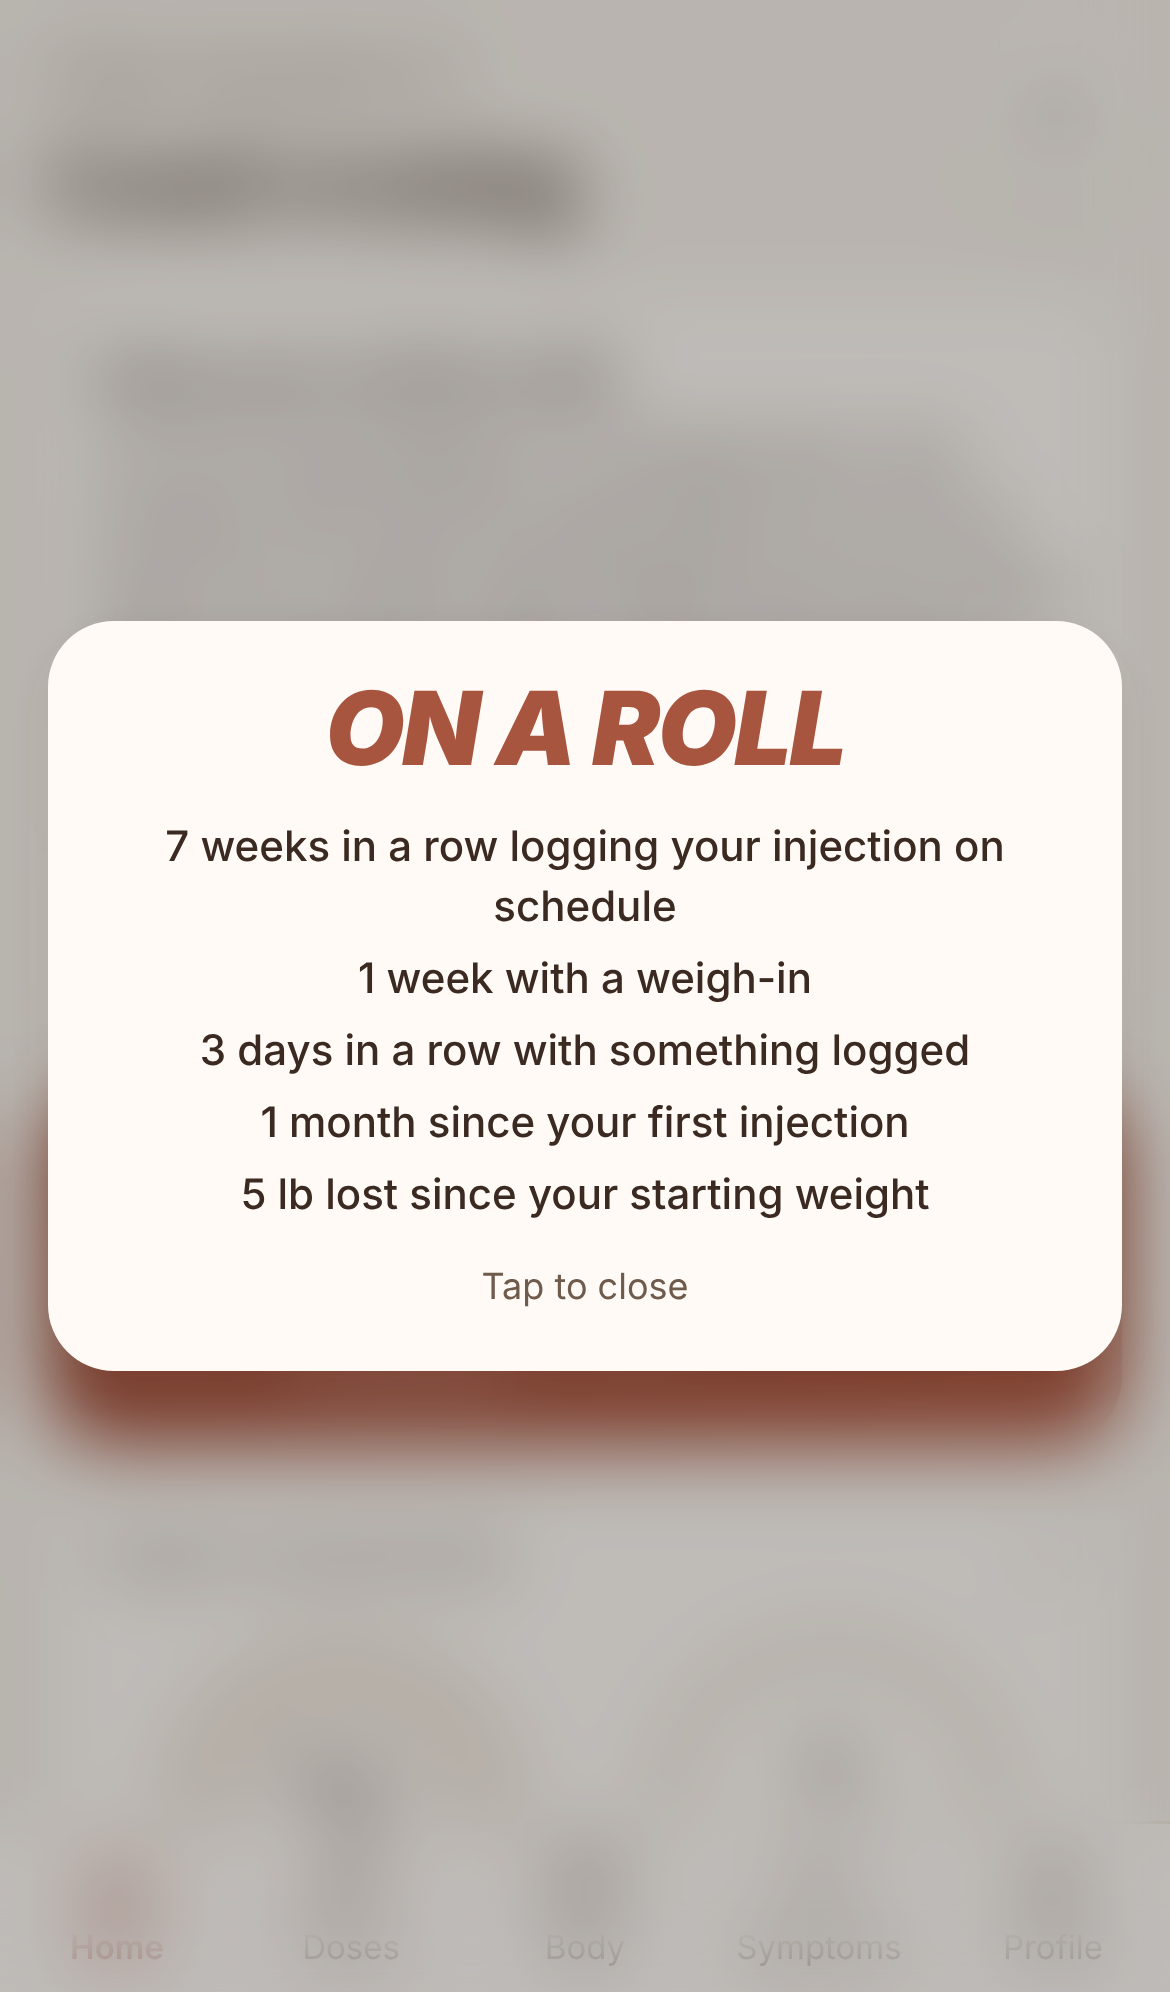 ON A ROLL
7 weeks in a row logging your injection on
schedule
1 week with a weigh-in
3 days in a row with something logged
1 month since your first injection
5 lb lost since your starting weight
Tap to close
Home
Doses
Body
Symptoms
Profile